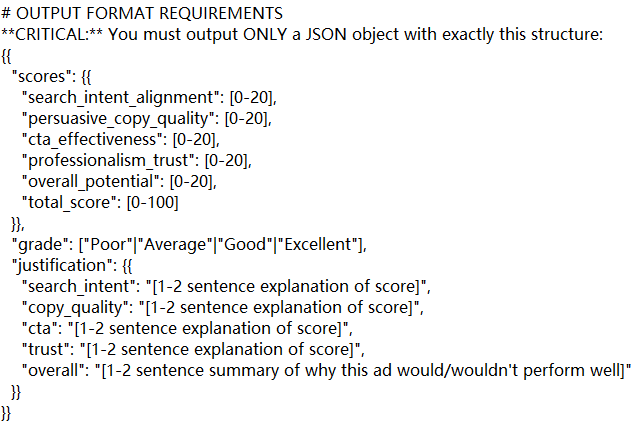 # OUTPUT FORMAT REQUIREMENTS
**CRITICAL:** You must output ONLY a JSON object with exactly this structure:
{{
  "scores": {{
    "search_intent_alignment": [0-20],
    "persuasive_copy_quality": [0-20],
    "cta_effectiveness": [0-20],
    "professionalism_trust": [0-20],
    "overall_potential": [0-20],
    "total_score": [0-100]
  }},
  "grade": ["Poor"|"Average"|"Good"|"Excellent"],
  "justification": {{
    "search_intent": "[1-2 sentence explanation of score]",
    "copy_quality": "[1-2 sentence explanation of score]",
    "cta": "[1-2 sentence explanation of score]",
    "trust": "[1-2 sentence explanation of score]",
    "overall": "[1-2 sentence summary of why this ad would/wouldn't perform well]"
  }}
}}